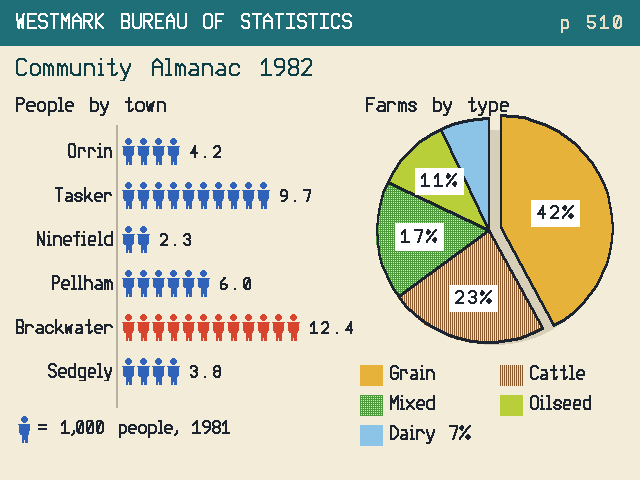 WESTMARK BUREAU OF STATISTICS
p 510
Community Almanac 1982
People by town
Orrin 4.2
Tasker 9.7
Ninefield 2.3
Pellham 6.0
Brackwater 12.4
Sedgely 3.8
= 1,000 people, 1981
Farms by type
42%
11%
17%
23%
Grain
Cattle
Mixed
Oilseed
Dairy 7%